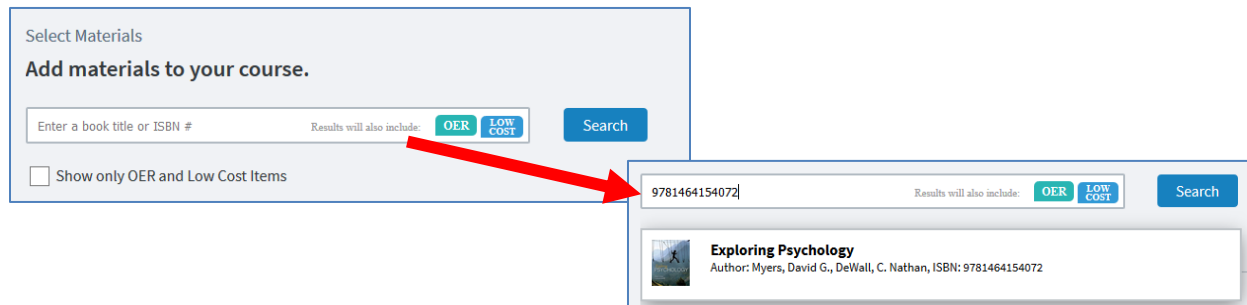 Select Materials
Add materials to your course.
Enter a book title or ISBN # Results will also include: OER LOW COST Search
Show only OER and Low Cost Items
9781464154072 Results will also include: OER LOW COST Search
Exploring Psychology
Author: Myers, David G., DeWall, C. Nathan, ISBN: 9781464154072
PSYCHOLOGY